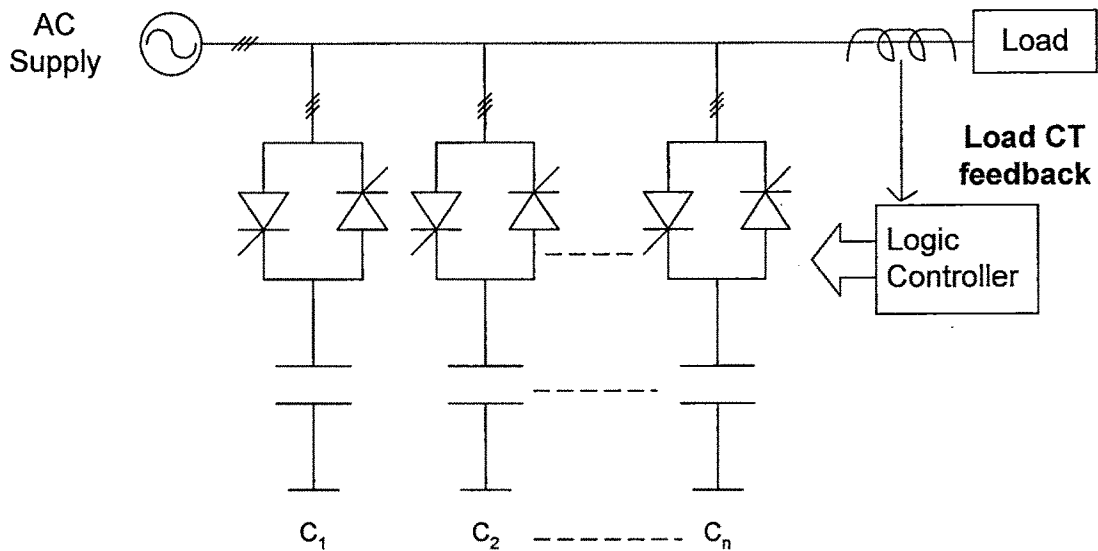 AC
Supply
Load
Load CT
feedback
Logic
Controller
C1
C2
Cn